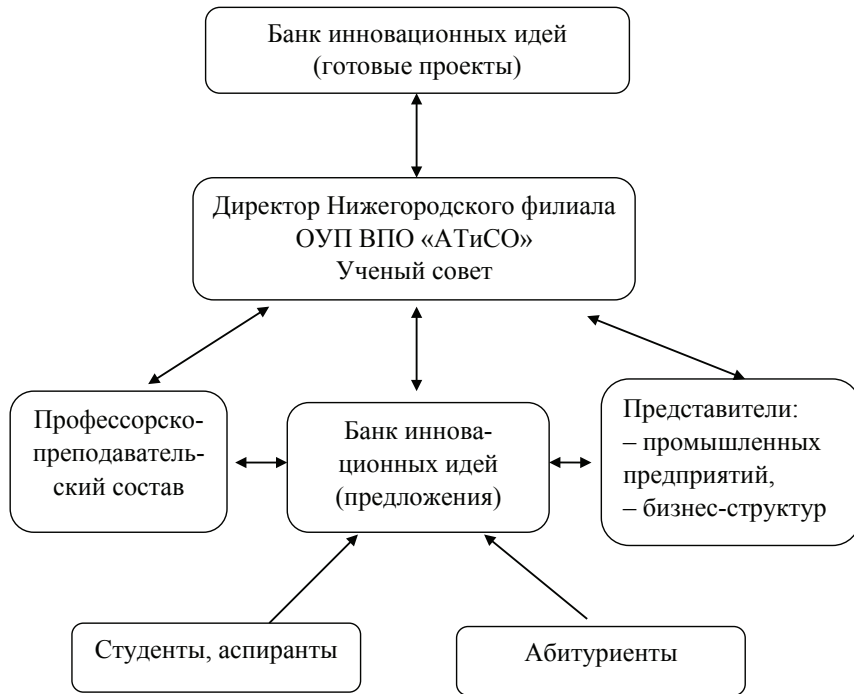 Банк инновационных идей
(готовые проекты)
Директор Нижегородского филиала
ОУП ВПО «АТиСО»
Ученый совет
Профессорско-
преподаватель-
ский состав
Банк иннова-
ционных идей
(предложения)
Представители:
– промышленных
предприятий,
– бизнес-структур
Студенты, аспиранты
Абитуриенты